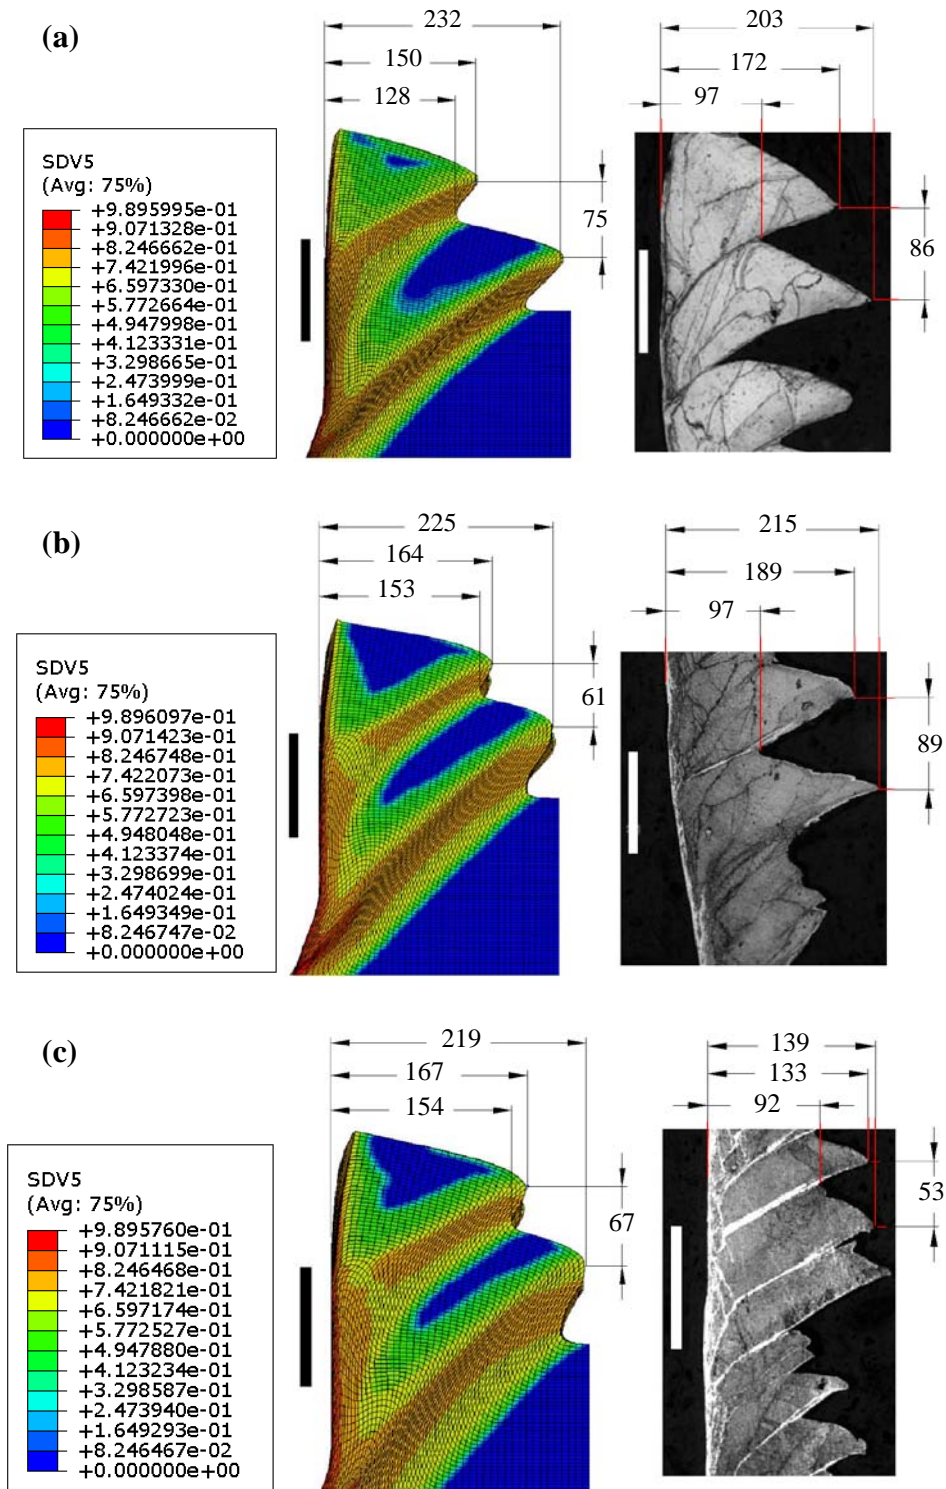 (a)
232
150
128
75
203
172
97
86
SDV5
(Avg: 75%)
+9.895995e-01
+9.071328e-01
+8.246662e-01
+7.421996e-01
+6.597330e-01
+5.772664e-01
+4.947998e-01
+4.123331e-01
+3.298665e-01
+2.473999e-01
+1.649332e-01
+8.246662e-02
+0.000000e+00
(b)
225
164
153
61
215
189
97
89
SDV5
(Avg: 75%)
+9.896097e-01
+9.071423e-01
+8.246748e-01
+7.422073e-01
+6.597398e-01
+5.772723e-01
+4.948048e-01
+4.123374e-01
+3.298699e-01
+2.474024e-01
+1.649349e-01
+8.246747e-02
+0.000000e+00
(c)
219
167
154
67
139
133
92
53
SDV5
(Avg: 75%)
+9.895760e-01
+9.071115e-01
+8.246468e-01
+7.421821e-01
+6.597174e-01
+5.772527e-01
+4.947880e-01
+4.123234e-01
+3.298587e-01
+2.473940e-01
+1.649293e-01
+8.246467e-02
+0.000000e+00